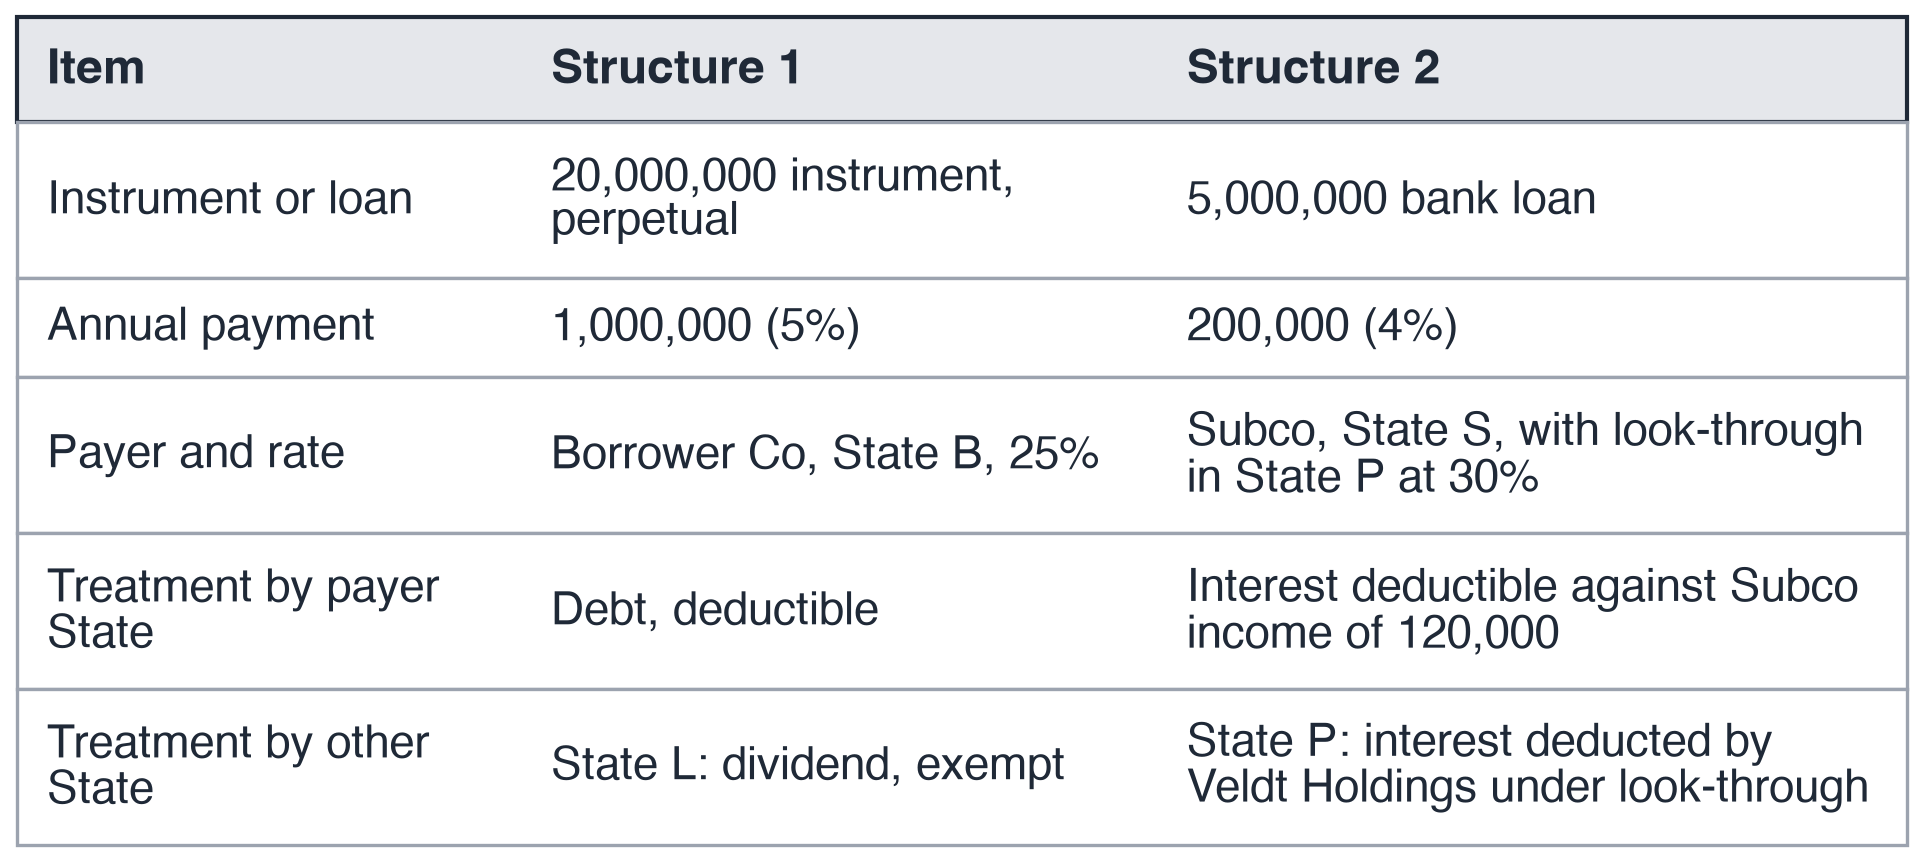 Item Structure 1 Structure 2
Instrument or loan
20,000,000 instrument,
perpetual
5,000,000 bank loan
Annual payment 1,000,000 (5%) 200,000 (4%)
Payer and rate
Borrower Co, State B, 25%
Subco, State S, with look-through
in State P at 30%
Treatment by payer
State
Debt, deductible
Interest deductible against Subco
income of 120,000
Treatment by other
State
State L: dividend, exempt
State P: interest deducted by
Veldt Holdings under look-through